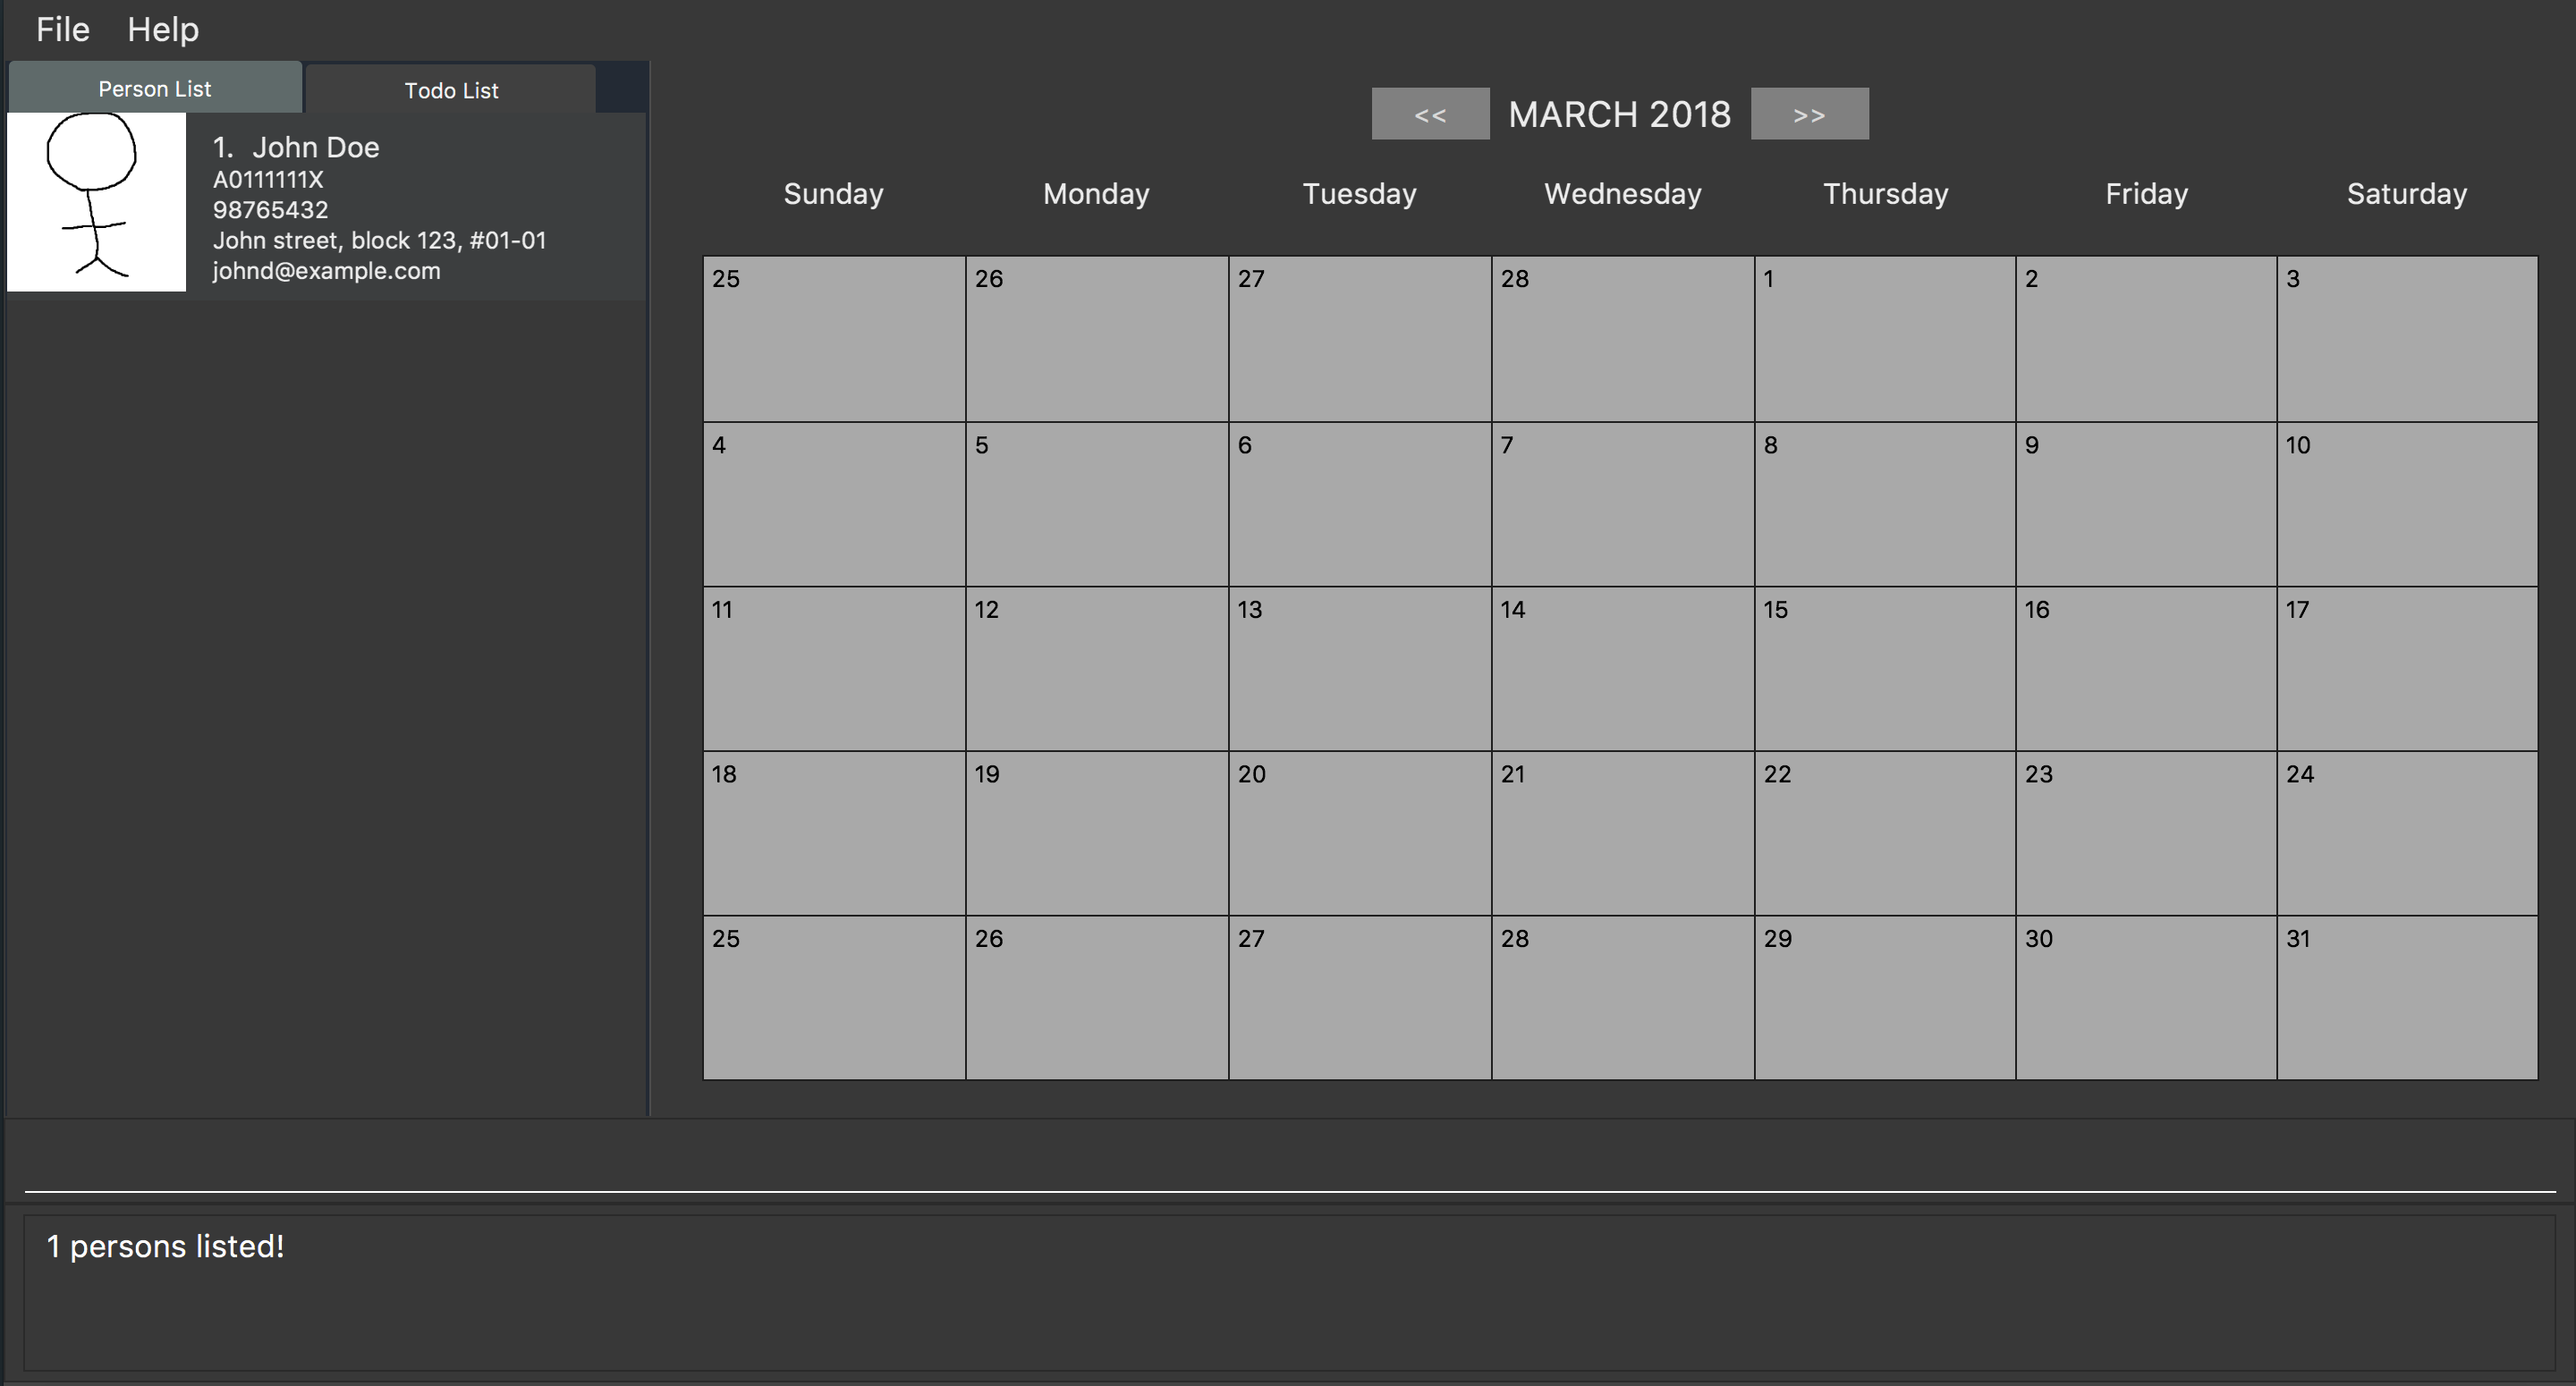 File Help
Person List Todo List
1. John Doe
A0111111X
98765432
John street, block 123, #01-01
johnd@example.com
<< MARCH 2018 >>
Sunday Monday Tuesday Wednesday Thursday Friday Saturday
25 26 27 28 1 2 3
4 5 6 7 8 9 10
11 12 13 14 15 16 17
18 19 20 21 22 23 24
25 26 27 28 29 30 31
1 persons listed!